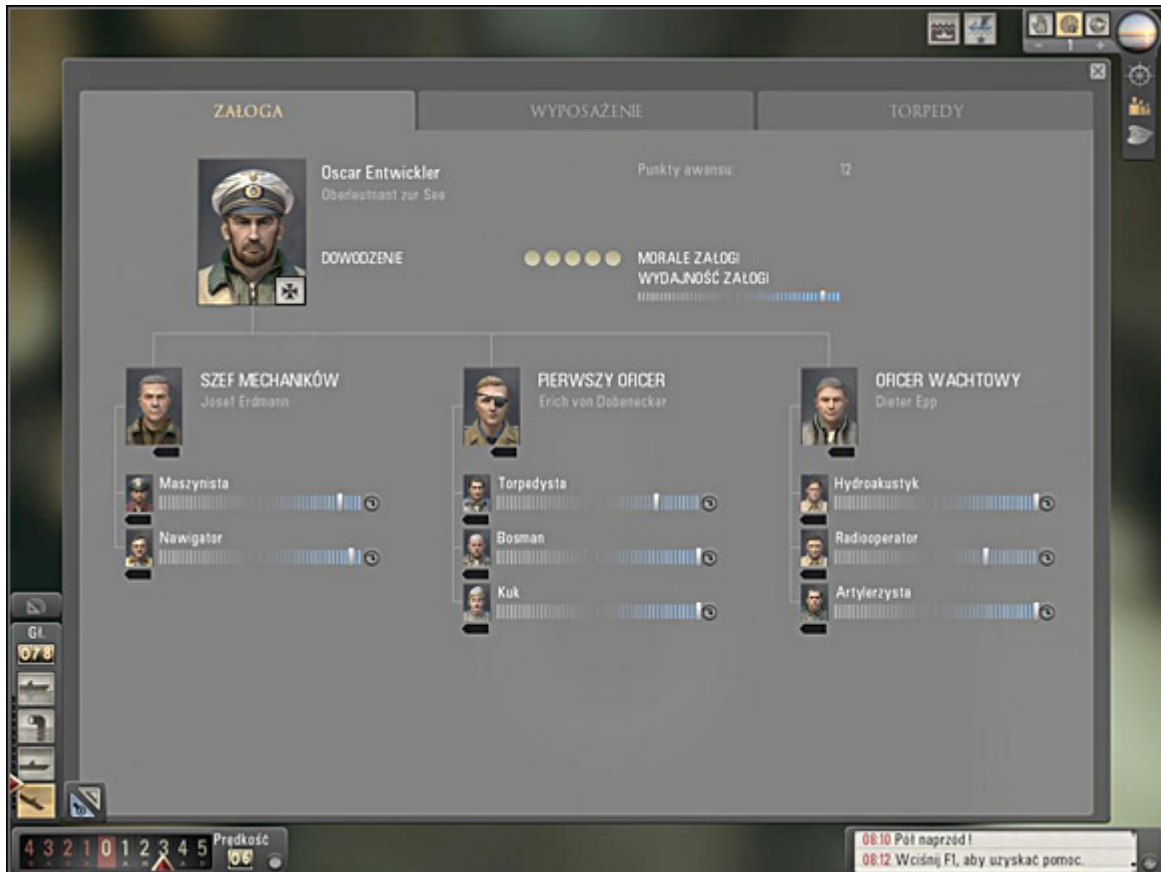 - 1 +
ZAŁOGA
WYPOSAŻENIE
TORPEDY
Oscar Entwickler
Oberleutnant zur See
Punkty awansu: 12
DOWODZENIE
MORALE ZAŁOGI
WYDAJNOŚĆ ZAŁOGI
SZEF MECHANIKÓW
Josef Erdmann
PIERWSZY OFICER
Erich von Dobenecker
OFICER WACHTOWY
Dieter Epp
Maszynista
Nawigator
Torpedysta
Bosman
Kuk
Hydroakustyk
Radiooperator
Artylerzysta
Gł.
078
4 3 2 1 0 1 2 3 4 5
Prędkość
06
08:10 Pół naprzód !
08:12 Wciśnij F1, aby uzyskać pomoc.